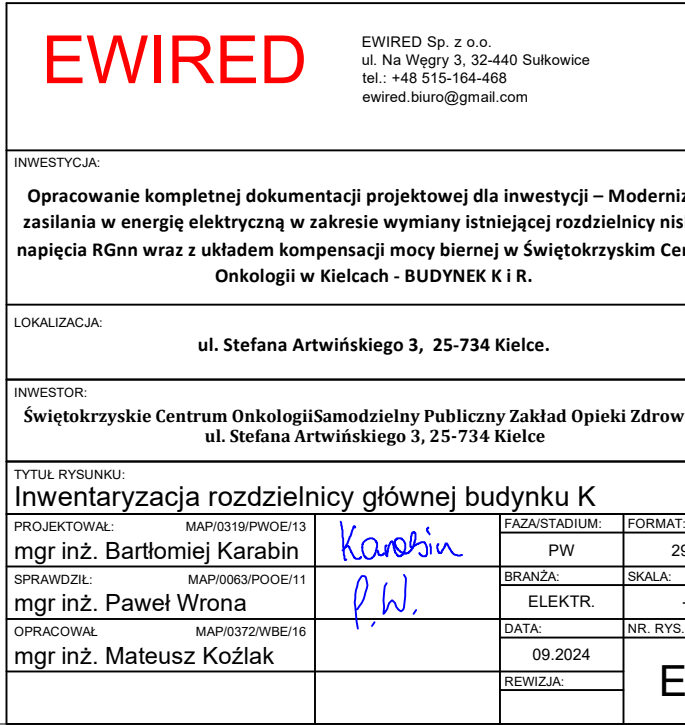 EWIRED
EWIRED Sp. z o.o.
ul. Na Węgry 3, 32-440 Sułkowice
tel.: +48 515-164-468
ewired.biuro@gmail.com
INWESTYCJA:
Opracowanie kompletnej dokumentacji projektowej dla inwestycji – Moderniz
zasilania w energię elektryczną w zakresie wymiany istniejącej rozdzielnicy nis
napięcia RGnn wraz z układem kompensacji mocy biernej w Świętokrzyskim Cen
Onkologii w Kielcach - BUDYNEK K i R.
LOKALIZACJA:
ul. Stefana Artwińskiego 3, 25-734 Kielce.
INWESTOR:
Świętokrzyskie Centrum OnkologiiSamodzielny Publiczny Zakład Opieki Zdrow
ul. Stefana Artwińskiego 3, 25-734 Kielce
TYTUŁ RYSUNKU:
Inwentaryzacja rozdzielnicy głównej budynku K
PROJEKTOWAŁ: MAP/0319/PWOE/13
mgr inż. Bartłomiej Karabin
Karabin
FAZA/STADIUM:
PW
FORMAT:
29
SPRAWDZIŁ: MAP/0063/POOE/11
mgr inż. Paweł Wrona
P.W.
BRANŻA:
ELEKTR.
SKALA:
-
OPRACOWAŁ MAP/0372/WBE/16
mgr inż. Mateusz Koźlak
DATA:
09.2024
NR. RYS.
E
REWIZJA: